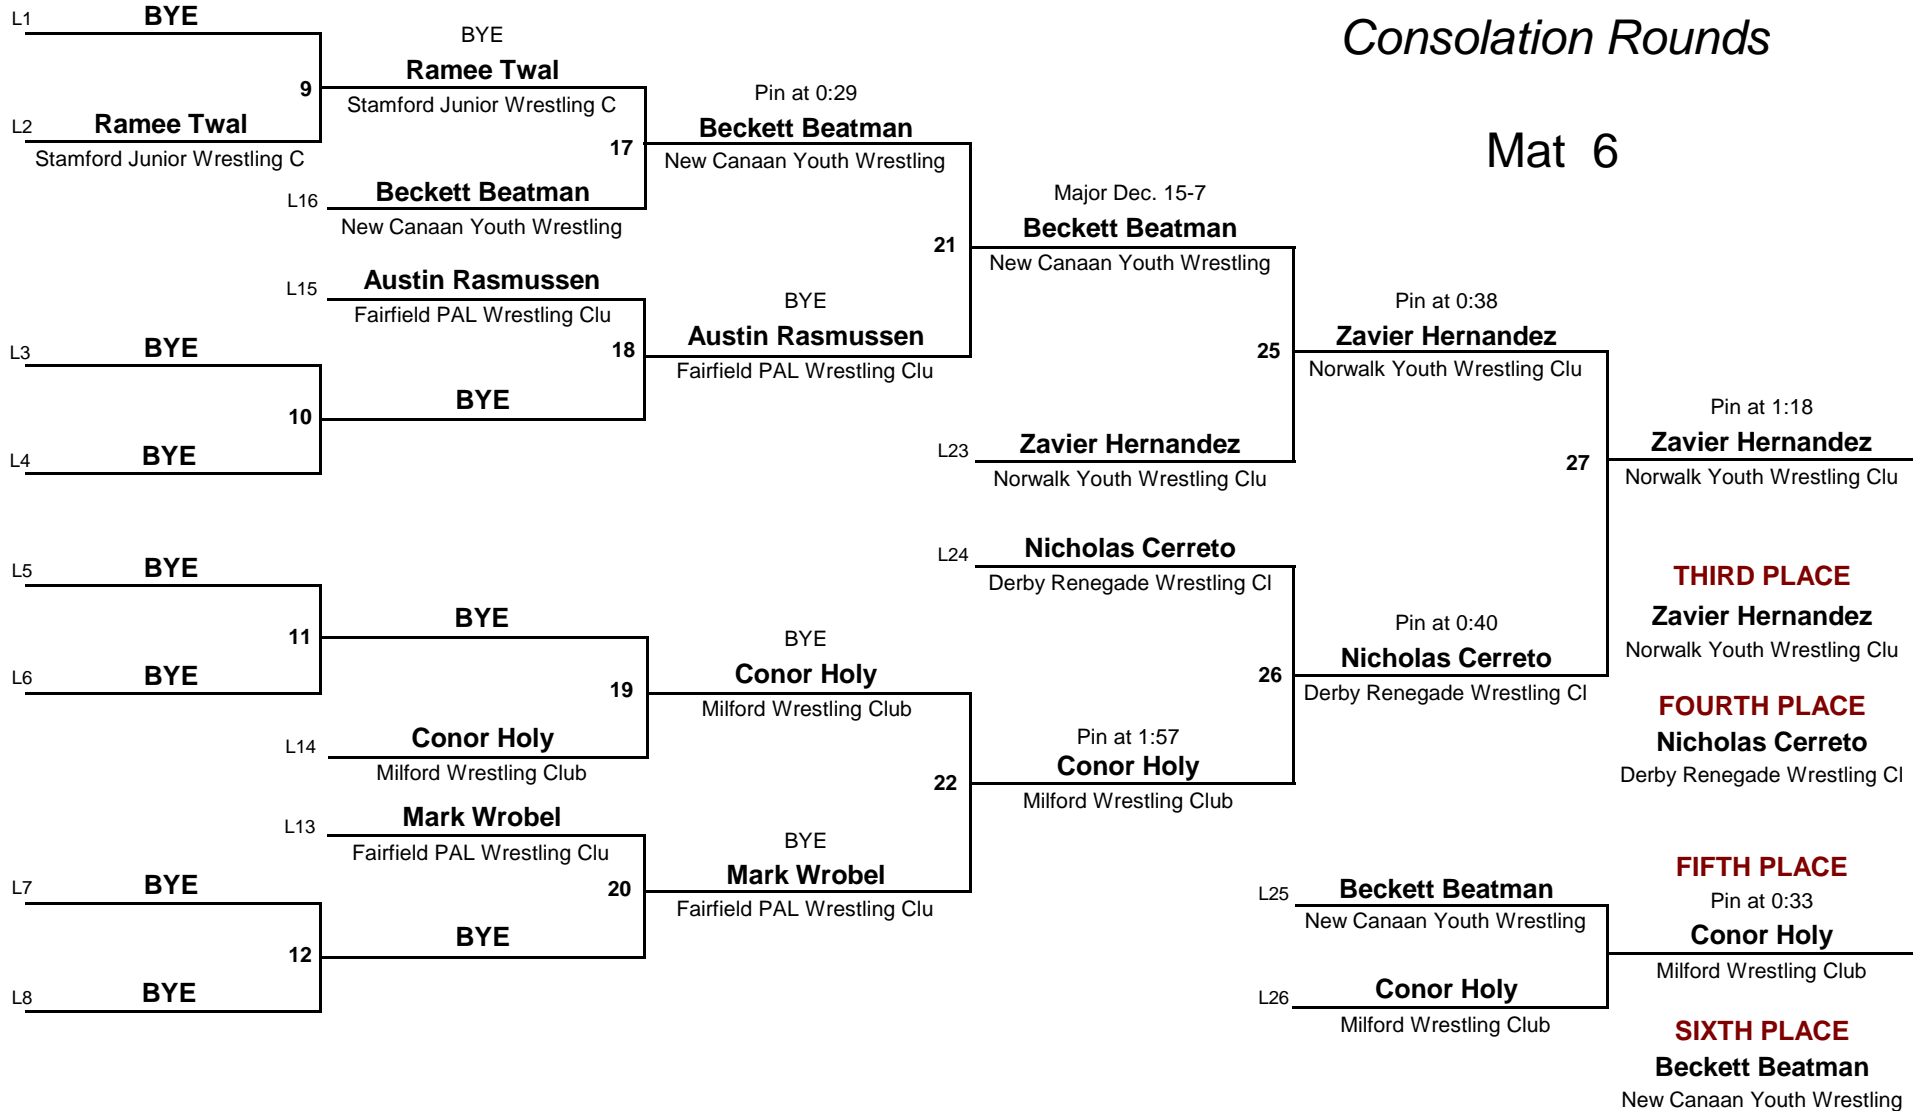 Consolation Rounds
Mat 6
L1 BYE
9
L2 Ramee Twal
Stamford Junior Wrestling C
L3 BYE
10
L4 BYE
L5 BYE
11
L6 BYE
L7 BYE
12
L8 BYE
BYE
Ramee Twal
Stamford Junior Wrestling C
17
L16 Beckett Beatman
New Canaan Youth Wrestling
L15 Austin Rasmussen
Fairfield PAL Wrestling Clu
18
BYE
BYE
19
L14 Conor Holy
Milford Wrestling Club
L13 Mark Wrobel
Fairfield PAL Wrestling Clu
20
BYE
Pin at 0:29
Beckett Beatman
New Canaan Youth Wrestling
21
BYE
Austin Rasmussen
Fairfield PAL Wrestling Clu
BYE
Conor Holy
Milford Wrestling Club
22
BYE
Mark Wrobel
Fairfield PAL Wrestling Clu
Major Dec. 15-7
Beckett Beatman
New Canaan Youth Wrestling
25
L23 Zavier Hernandez
Norwalk Youth Wrestling Clu
L24 Nicholas Cerreto
Derby Renegade Wrestling Cl
26
Pin at 1:57
Conor Holy
Milford Wrestling Club
Pin at 0:38
Zavier Hernandez
Norwalk Youth Wrestling Clu
27
Pin at 0:40
Nicholas Cerreto
Derby Renegade Wrestling Cl
L25 Beckett Beatman
New Canaan Youth Wrestling
L26 Conor Holy
Milford Wrestling Club
Pin at 1:18
Zavier Hernandez
Norwalk Youth Wrestling Clu
THIRD PLACE
Zavier Hernandez
Norwalk Youth Wrestling Clu
FOURTH PLACE
Nicholas Cerreto
Derby Renegade Wrestling Cl
FIFTH PLACE
Pin at 0:33
Conor Holy
Milford Wrestling Club
SIXTH PLACE
Beckett Beatman
New Canaan Youth Wrestling